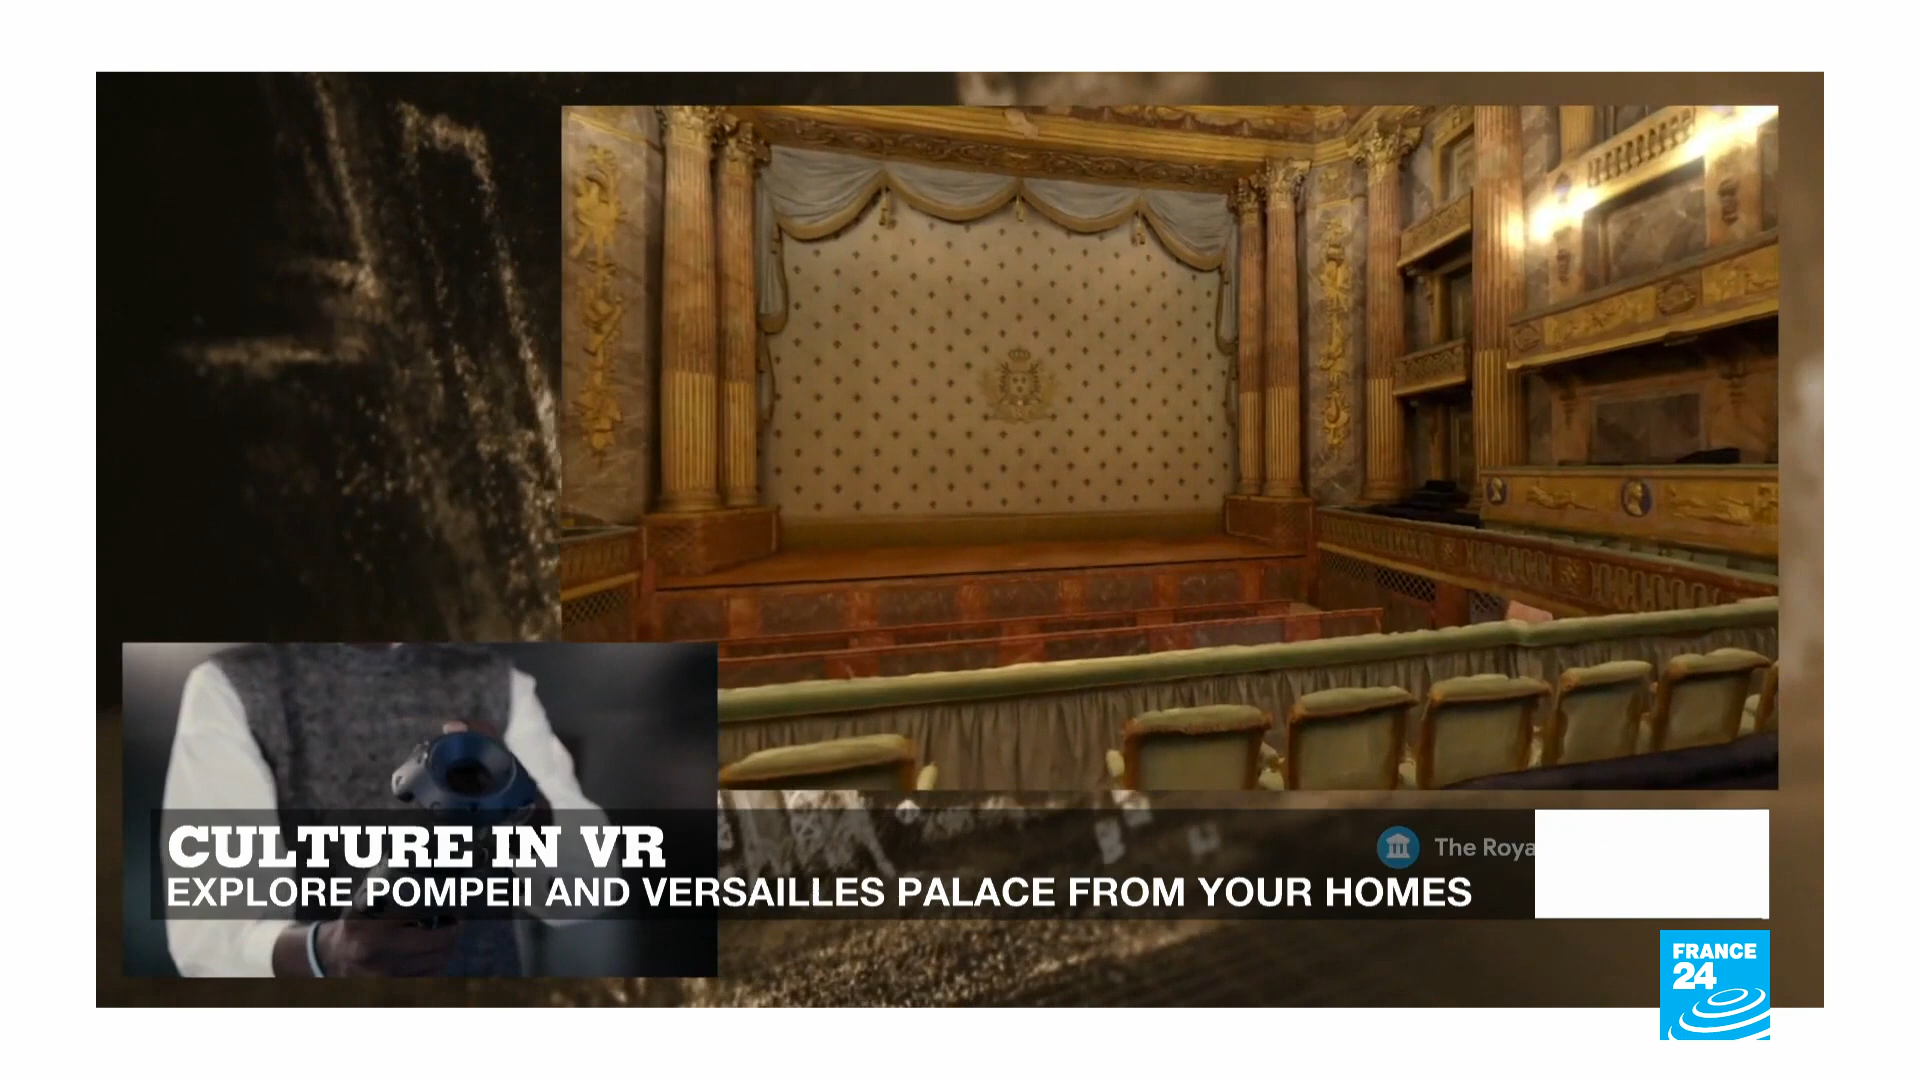 The Roya
CULTURE IN VR
EXPLORE POMPEII AND VERSAILLES PALACE FROM YOUR HOMES
FRANCE
24